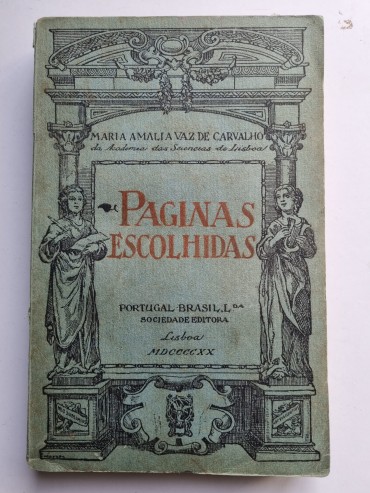 MARIA AMALIA VAZ DE CARVALHO
da Academia das Sciencias de Lisboa
PAGINAS
ESCOLHIDAS
PORTUGAL-BRASIL, L.DA
SOCIEDADE EDITORA
Lisboa
MDCCCCXX